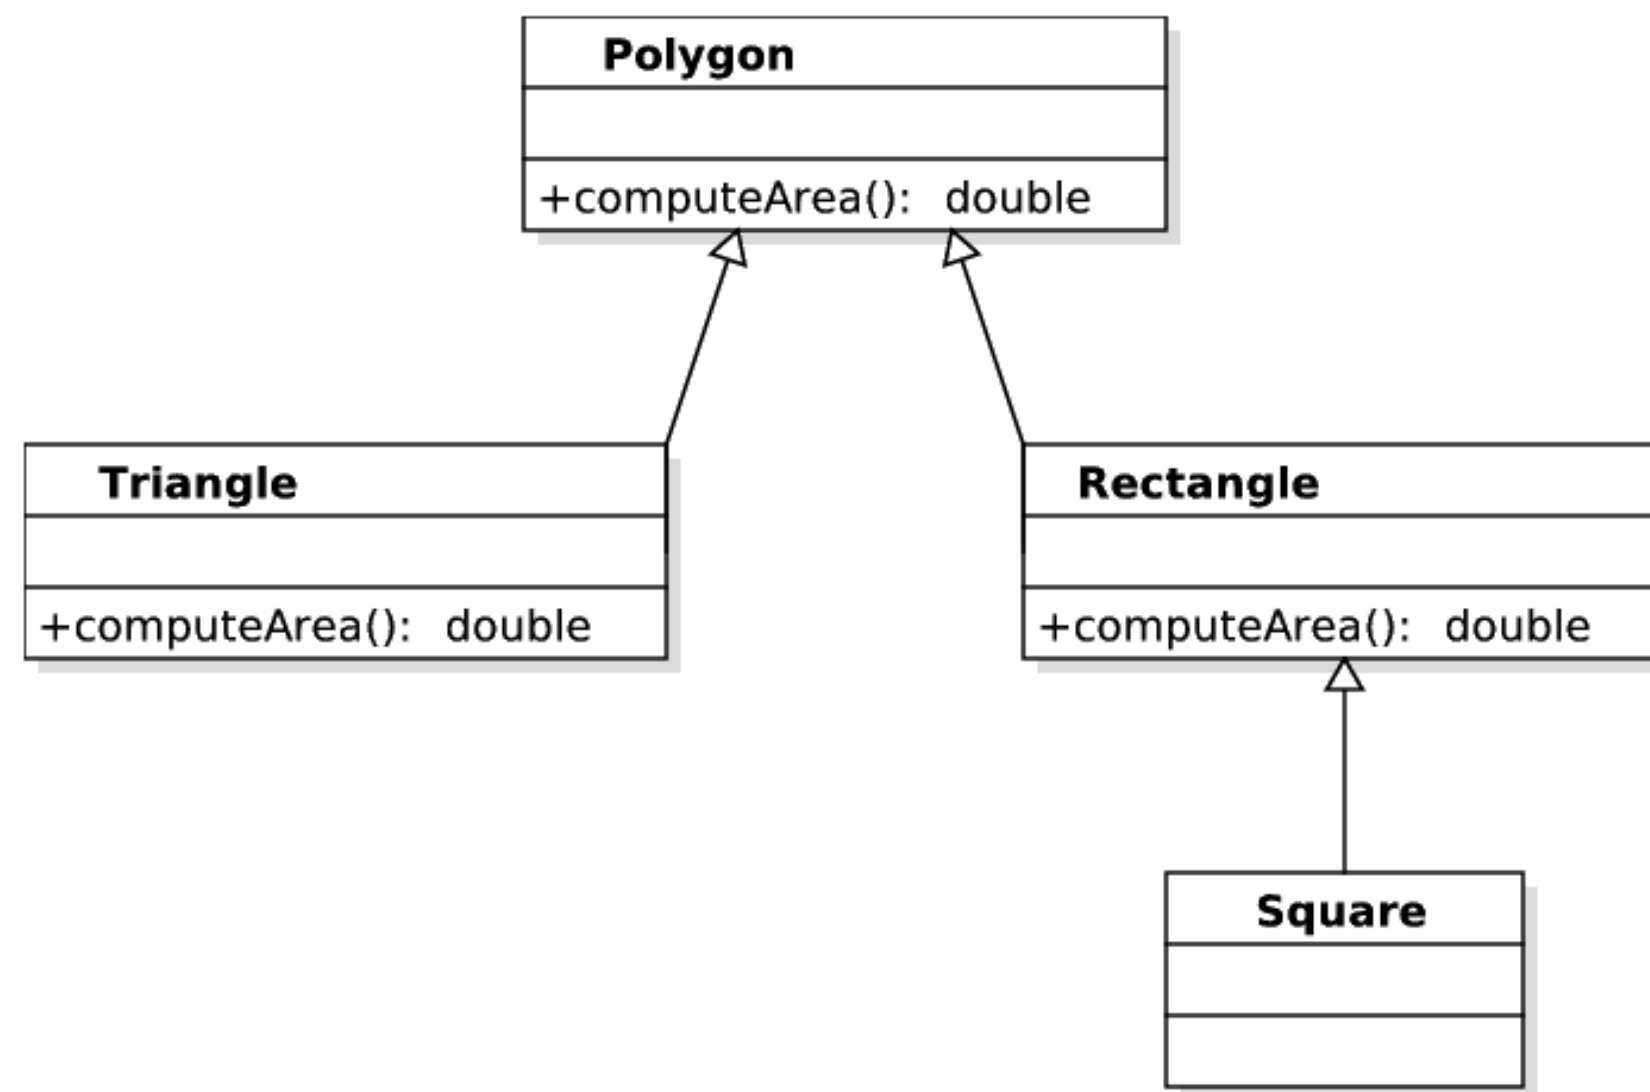 Polygon
+computeArea(): double
Triangle
Rectangle
+computeArea(): double
+computeArea(): double
Square